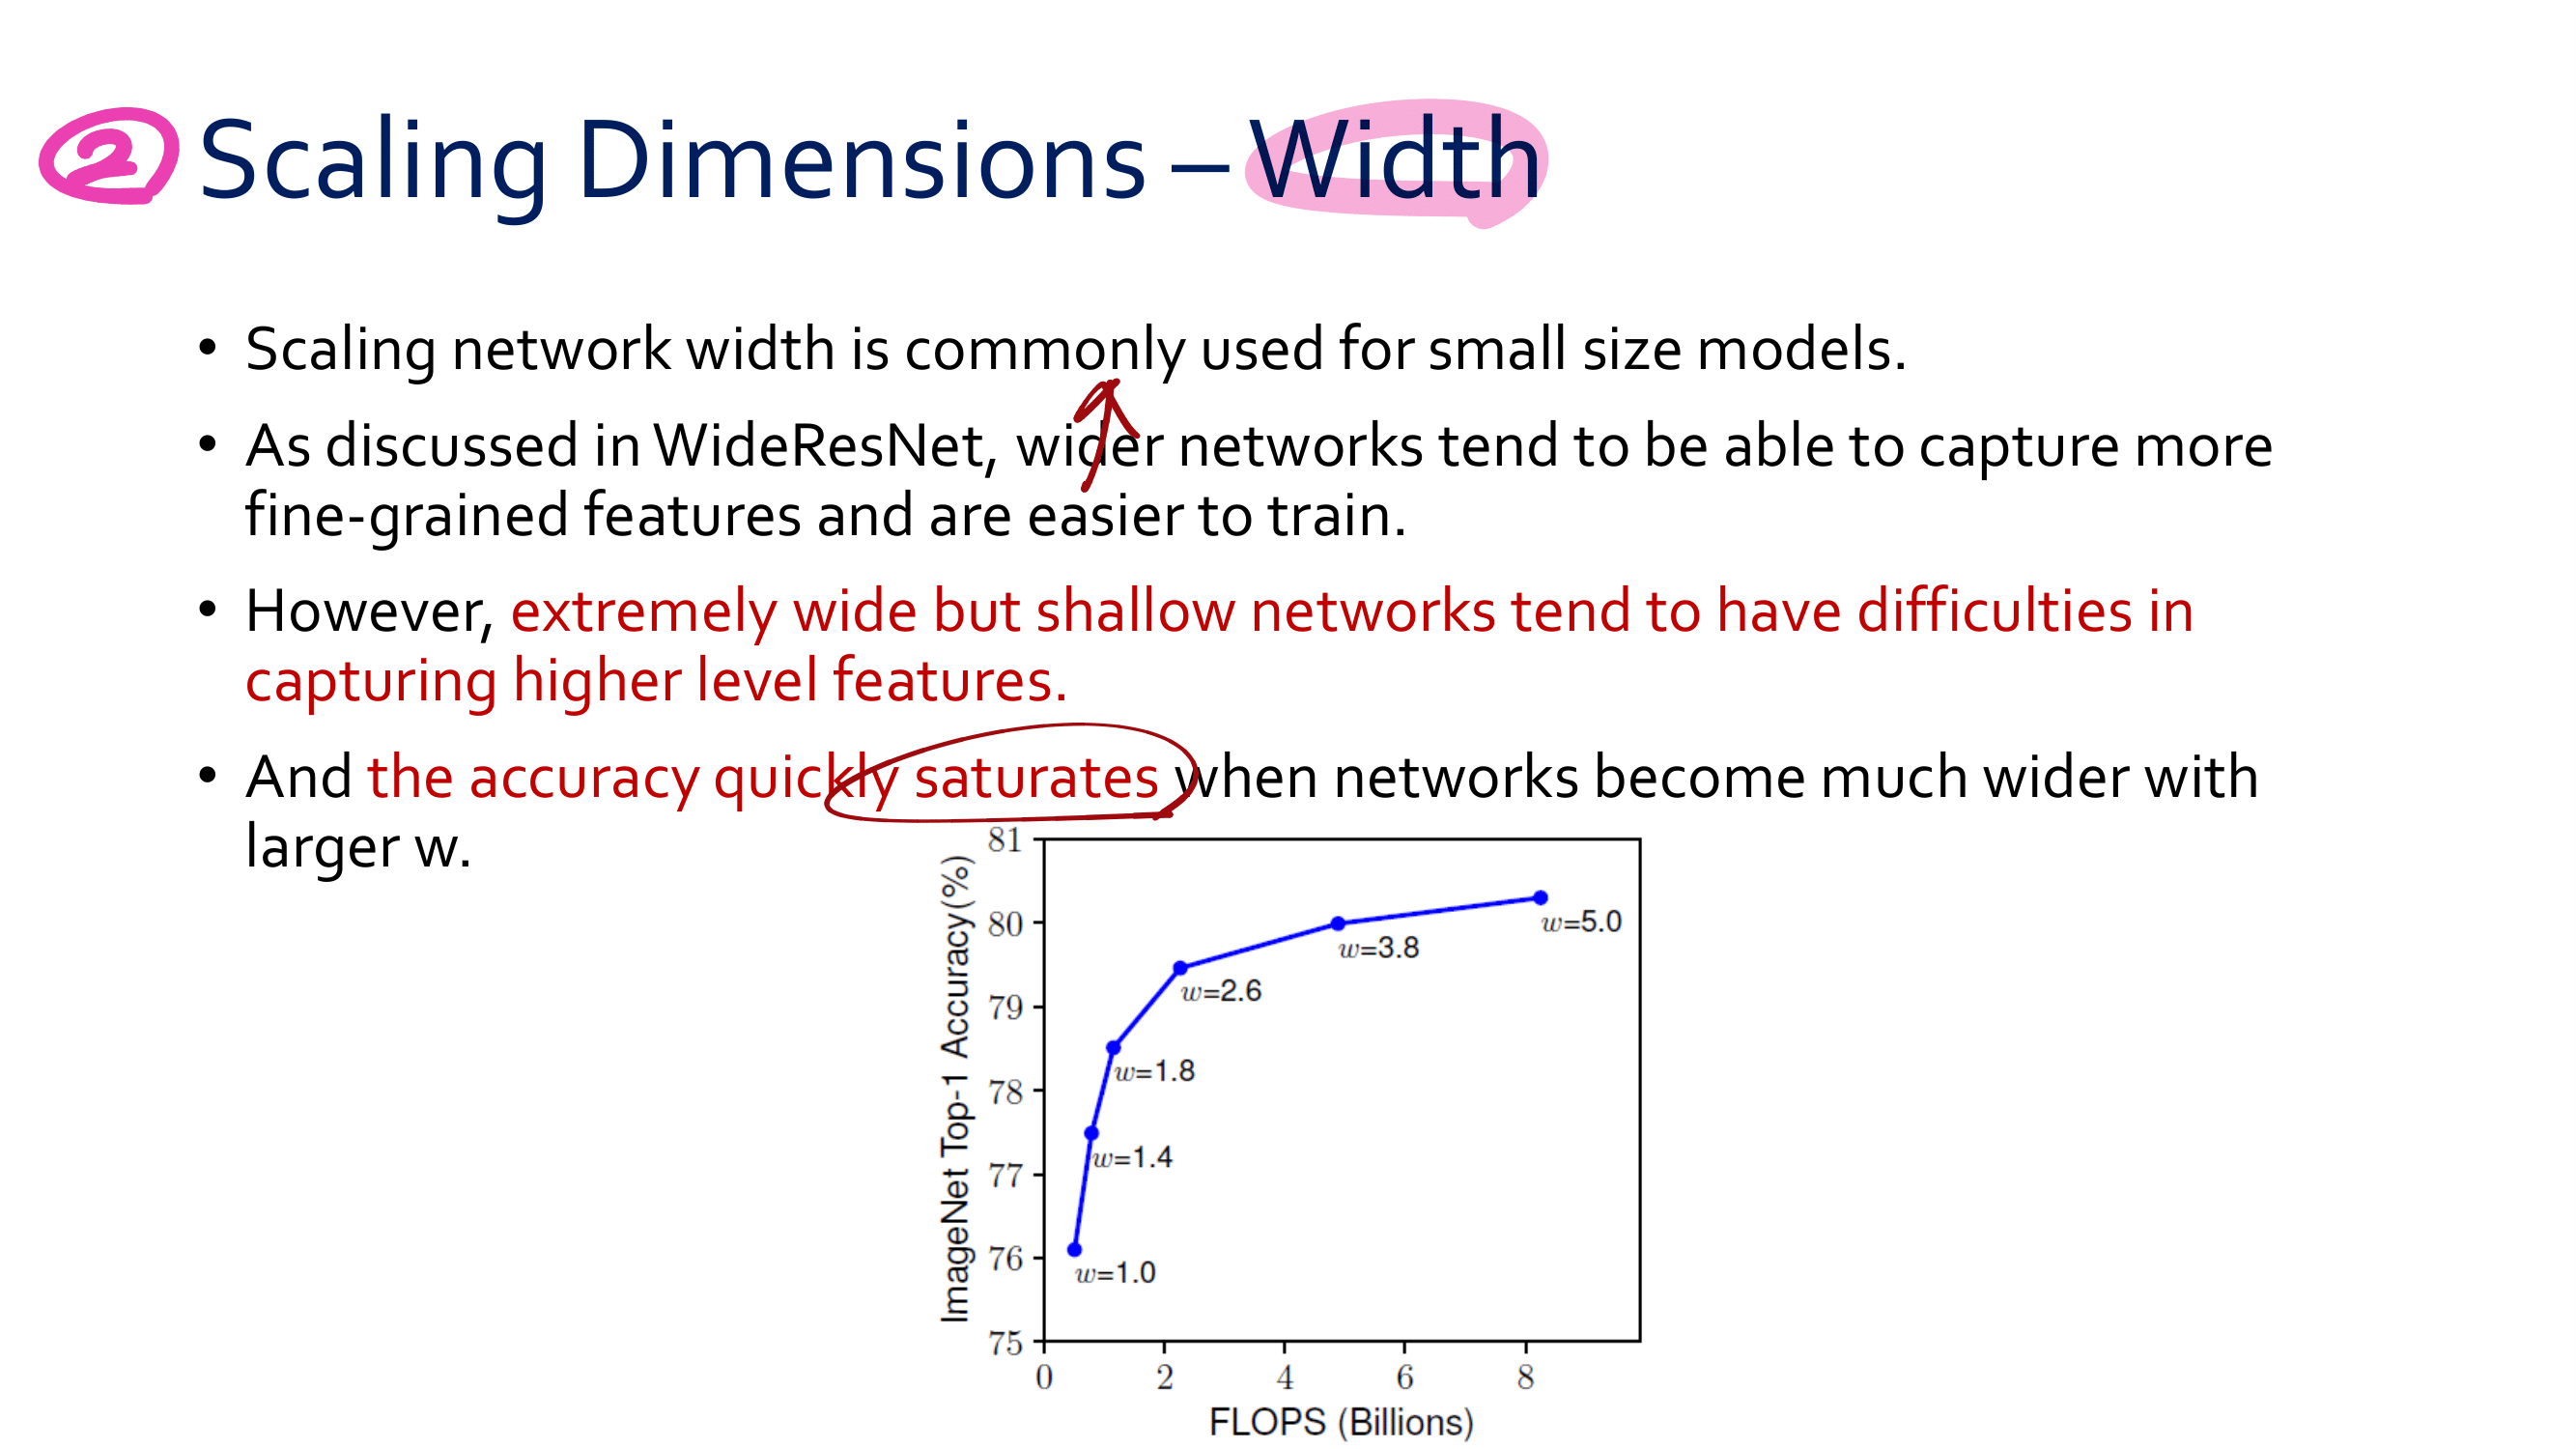 ② Scaling Dimensions – Width
• Scaling network width is commonly used for small size models.
• As discussed in WideResNet, wider networks tend to be able to capture more
fine-grained features and are easier to train.
• However, extremely wide but shallow networks tend to have difficulties in
capturing higher level features.
• And the accuracy quickly saturates when networks become much wider with
larger w.
ImageNet Top-1 Accuracy(%)
81
80
79
78
77
76
75
w=5.0
w=3.8
w=2.6
w=1.8
w=1.4
w=1.0
0 2 4 6 8
FLOPS (Billions)